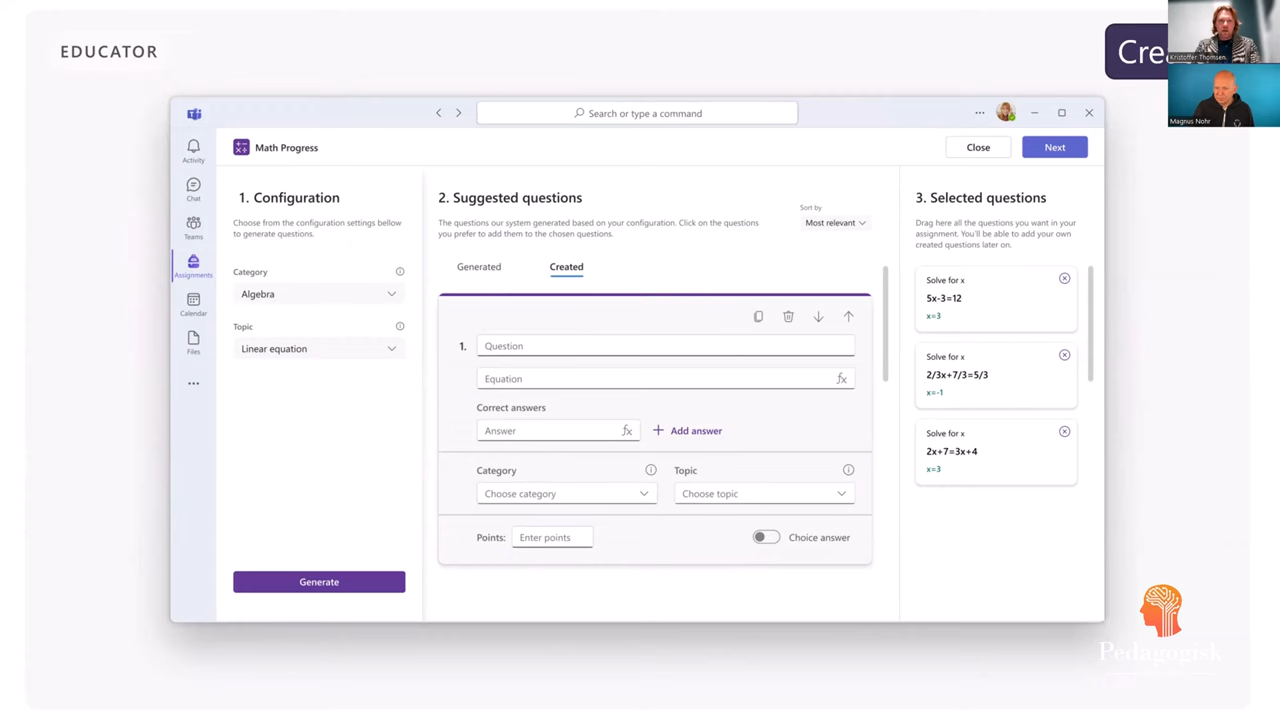 EDUCATOR
Cre
Kristoffer Thomsen
Magnus Nohr
Search or type a command
Activity
Chat
Teams
Assignments
Calendar
Files
Math Progress
Close
Next
1. Configuration
Choose from the configuration settings bellow
to generate questions.
Category
Algebra
Topic
Linear equation
Generate
2. Suggested questions
The questions our system generated based on your configuration. Click on the questions
you prefer to add them to the chosen questions.
Sort by
Most relevant
Generated
Created
1.
Question
Equation
fx
Correct answers
Answer
fx
+ Add answer
Category
Topic
Choose category
Choose topic
Points:
Enter points
Choice answer
3. Selected questions
Drag here all the questions you want in your
assignment. You'll be able to add your own
created questions later on.
Solve for x
5x-3=12
x=3
Solve for x
2/3x+7/3=5/3
x=-1
Solve for x
2x+7=3x+4
x=3
Pedagogisk